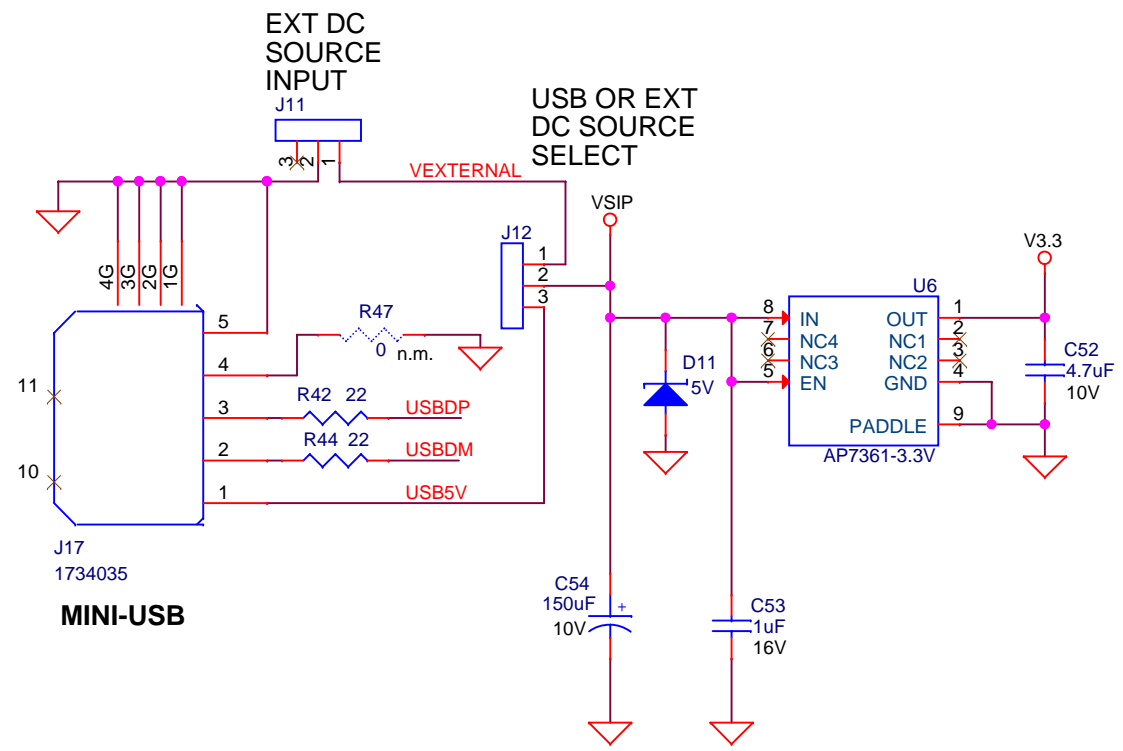 EXT DC
SOURCE
INPUT
J11
3
2
1
USB OR EXT
DC SOURCE
SELECT
VEXTERNAL
VSIP
J12
1
2
3
V3.3
4G
3G
2G
1G
5
4
3
2
1
11
10
R47
0 n.m.
R42 22
USBDP
R44 22
USBDM
USB5V
J17
1734035
MINI-USB
D11
5V
U6
8 IN OUT 1
7 NC4 NC1 2
6 NC3 NC2 3
5 EN GND 4
PADDLE 9
AP7361-3.3V
C52
4.7uF
10V
C54
150uF +
10V
C53
1uF
16V